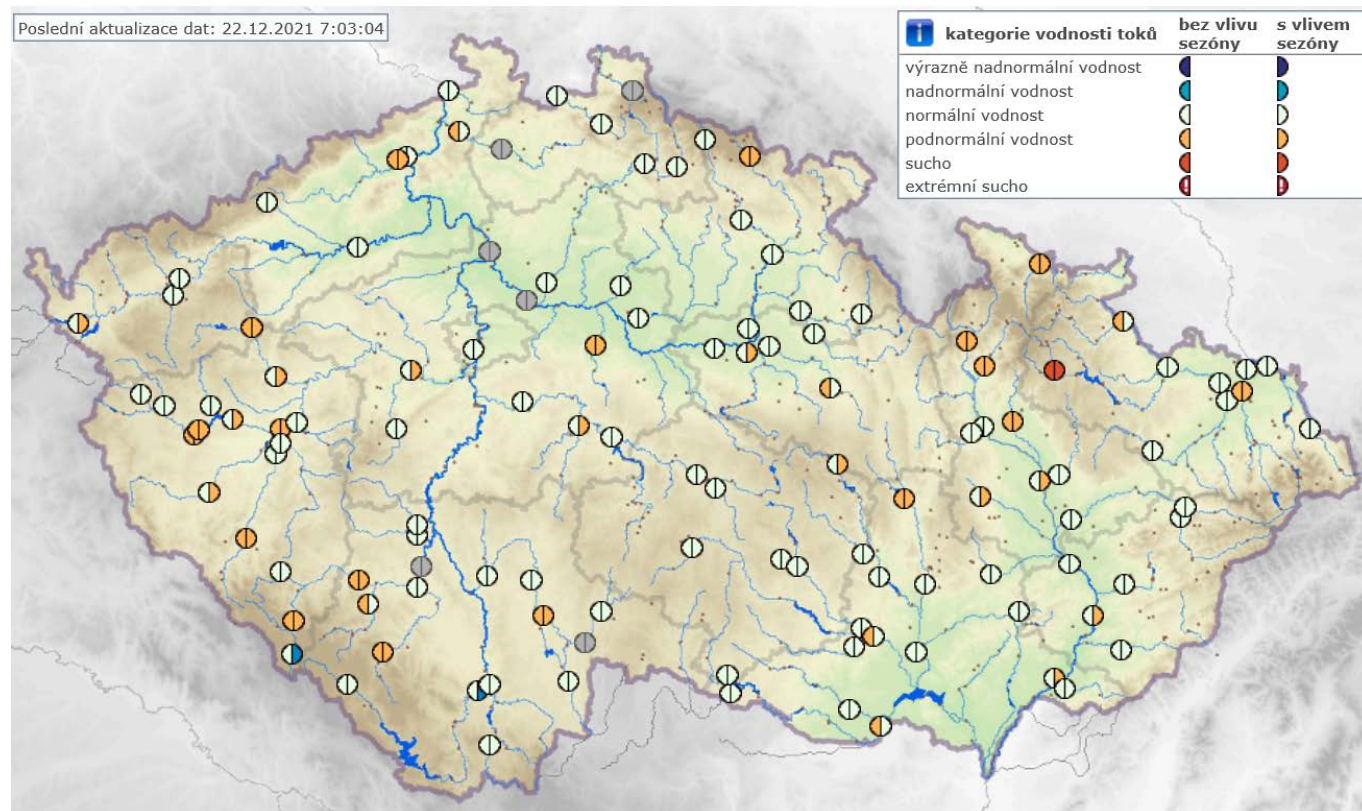 Poslední aktualizace dat: 22.12.2021 7:03:04
kategorie vodnosti toků
bez vlivu sezóny
s vlivem sezóny
výrazně nadnormální vodnost
nadnormální vodnost
normální vodnost
podnormální vodnost
sucho
extrémní sucho